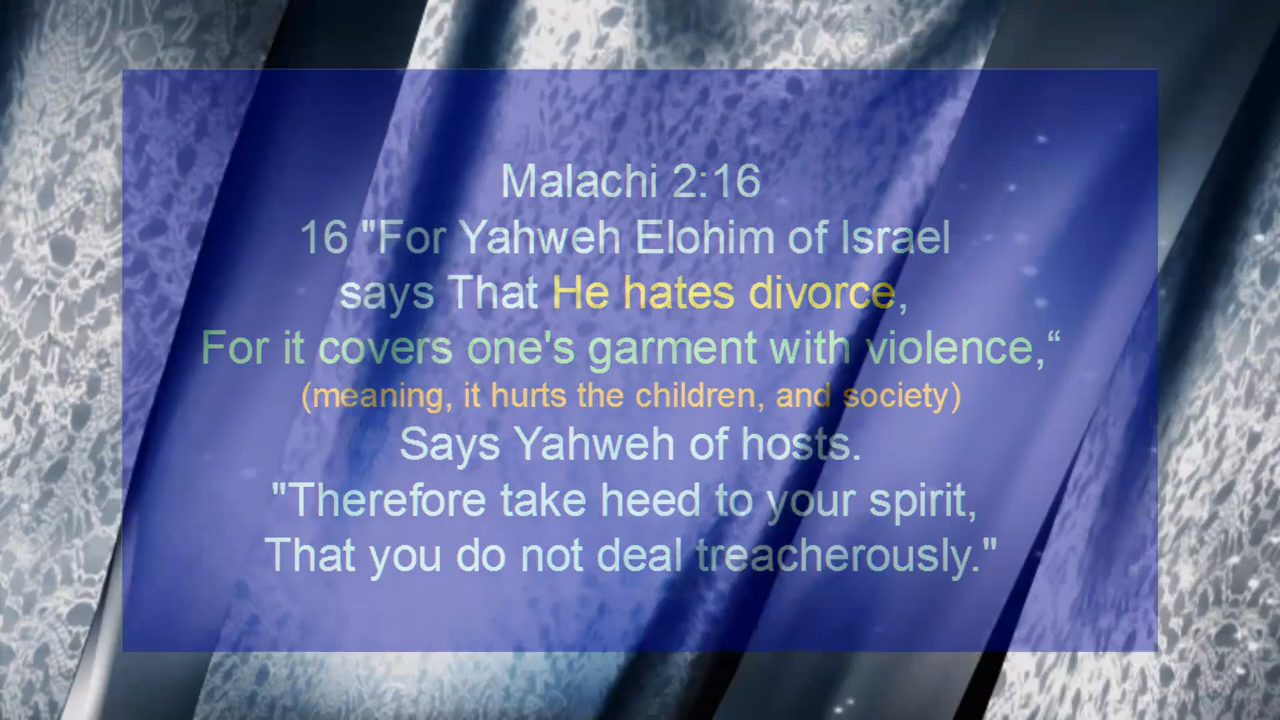 Malachi 2:16
16 "For Yahweh Elohim of Israel
says That He hates divorce,
For it covers one's garment with violence,“
(meaning, it hurts the children, and society)
Says Yahweh of hosts.
"Therefore take heed to your spirit,
That you do not deal treacherously."